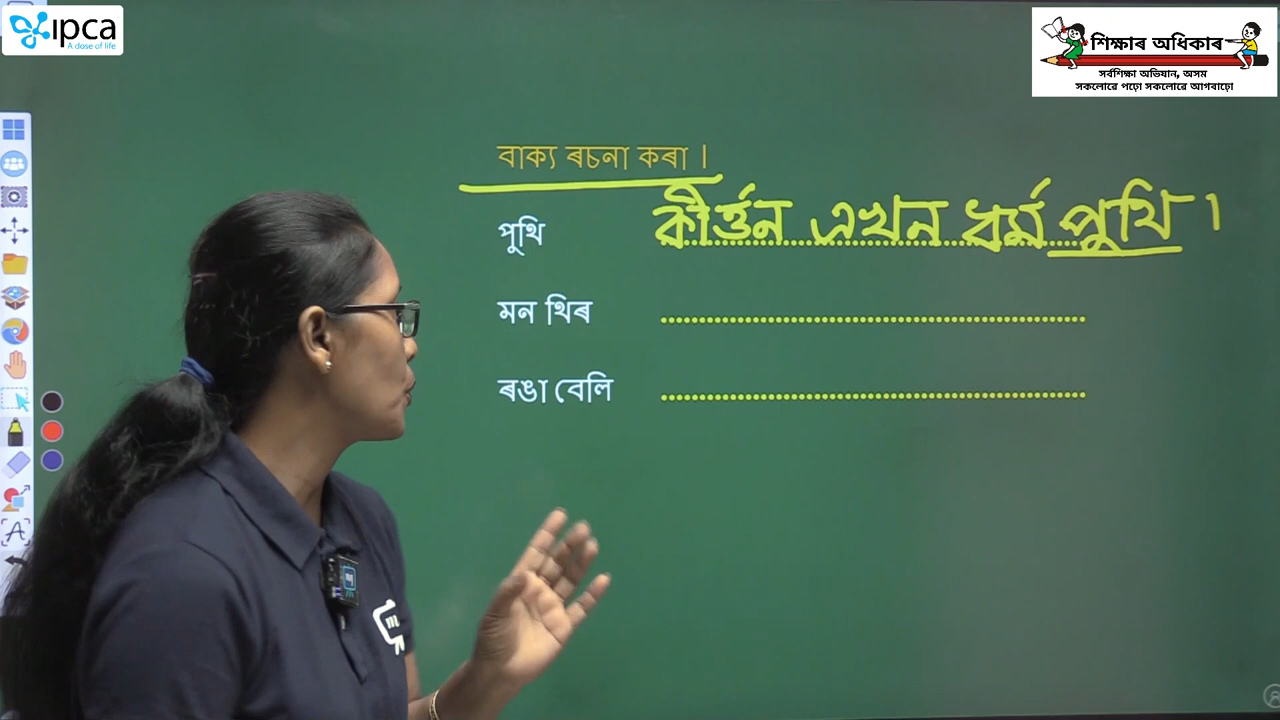 ipca
A dose of life
শিক্ষাৰ অধিকাৰ
সৰ্বশিক্ষা অভিযান, অসম
সকলোৱে পঢ়ো সকলোৱে আগবাঢ়ো
বাক্য ৰচনা কৰা ।
পুথি কীৰ্ত্তন এখন ধৰ্ম পুথি ।
মন থিৰ ........................................
ৰঙা বেলি ........................................